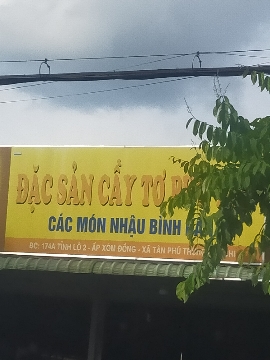 ĐẶC SẢN CẦY TƠ
CÁC MÓN NHẬU BÌNH
ĐC: 174A TỈNH LỘ 2 - ẤP XÓM ĐỒNG - XÃ TÂN PHÚ